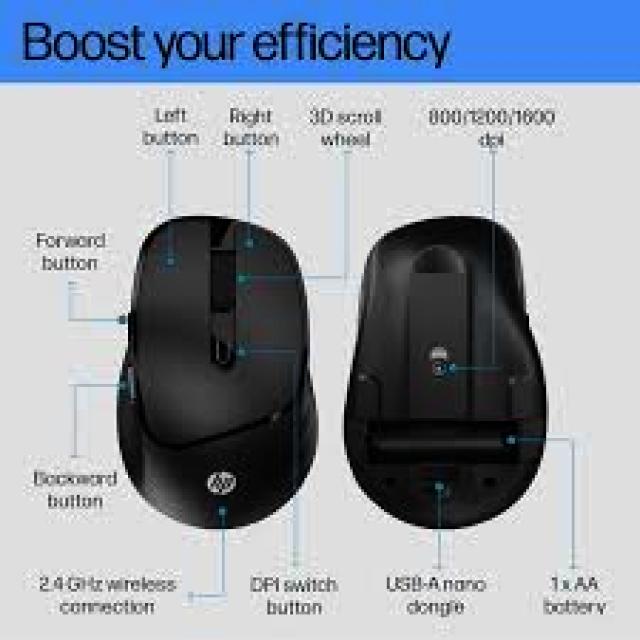 Boost your efficiency
Left
button
Right
button
3D scroll
wheel
800/1200/1600
dpi
Forward
button
Backward
button
hp
2.4 GHz wireless
connection
DPI switch
button
USB-A nano
dongle
1 x AA
battery